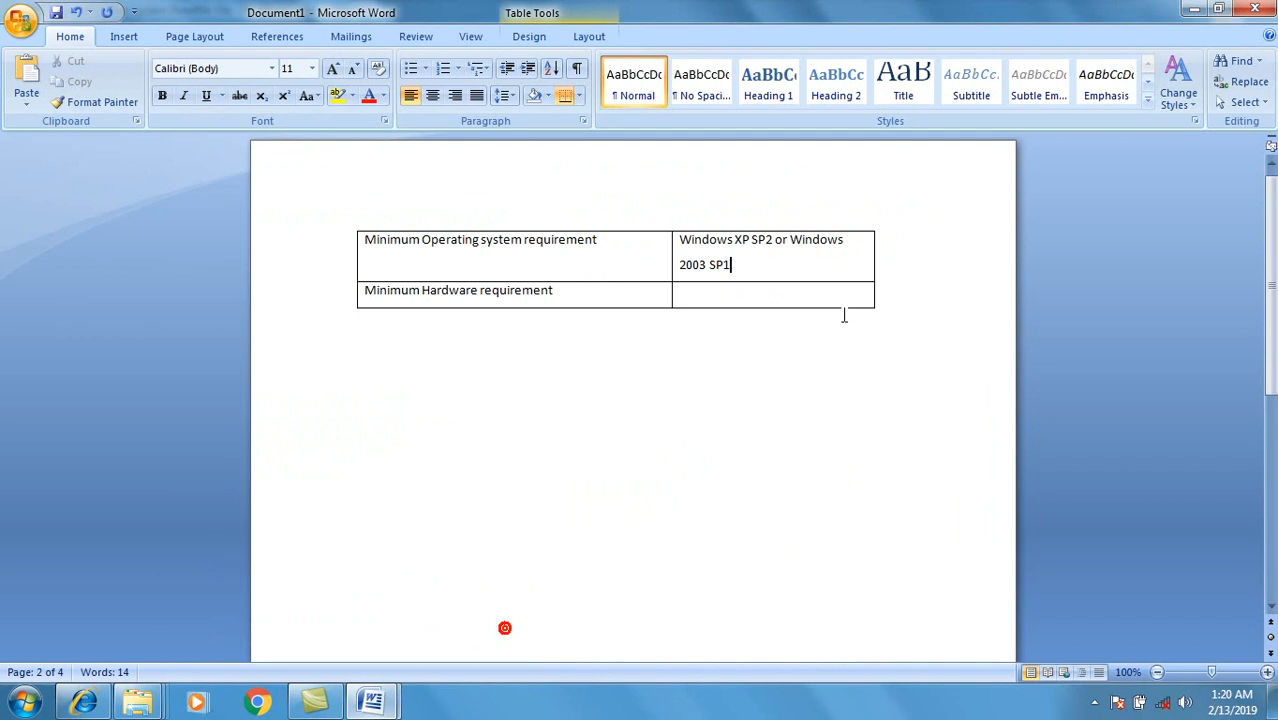 Document1 - Microsoft Word
Table Tools
Home Insert Page Layout References Mailings Review View Design Layout
Paste
Cut
Copy
Format Painter
Clipboard
Calibri (Body) 11
Font
Paragraph
AaBbCcDc AaBbCcDc AaBbCc AaBbCc AaB AaBbCc. AaBbCcDc AaBbCcDc
¶ Normal ¶ No Spaci... Heading 1 Heading 2 Title Subtitle Subtle Em... Emphasis
Change
Styles
Styles
Find
Replace
Select
Editing
Minimum Operating system requirement
Windows XP SP2 or Windows
2003 SP1
Minimum Hardware requirement
Page: 2 of 4 Words: 14
100%
1:20 AM
2/13/2019